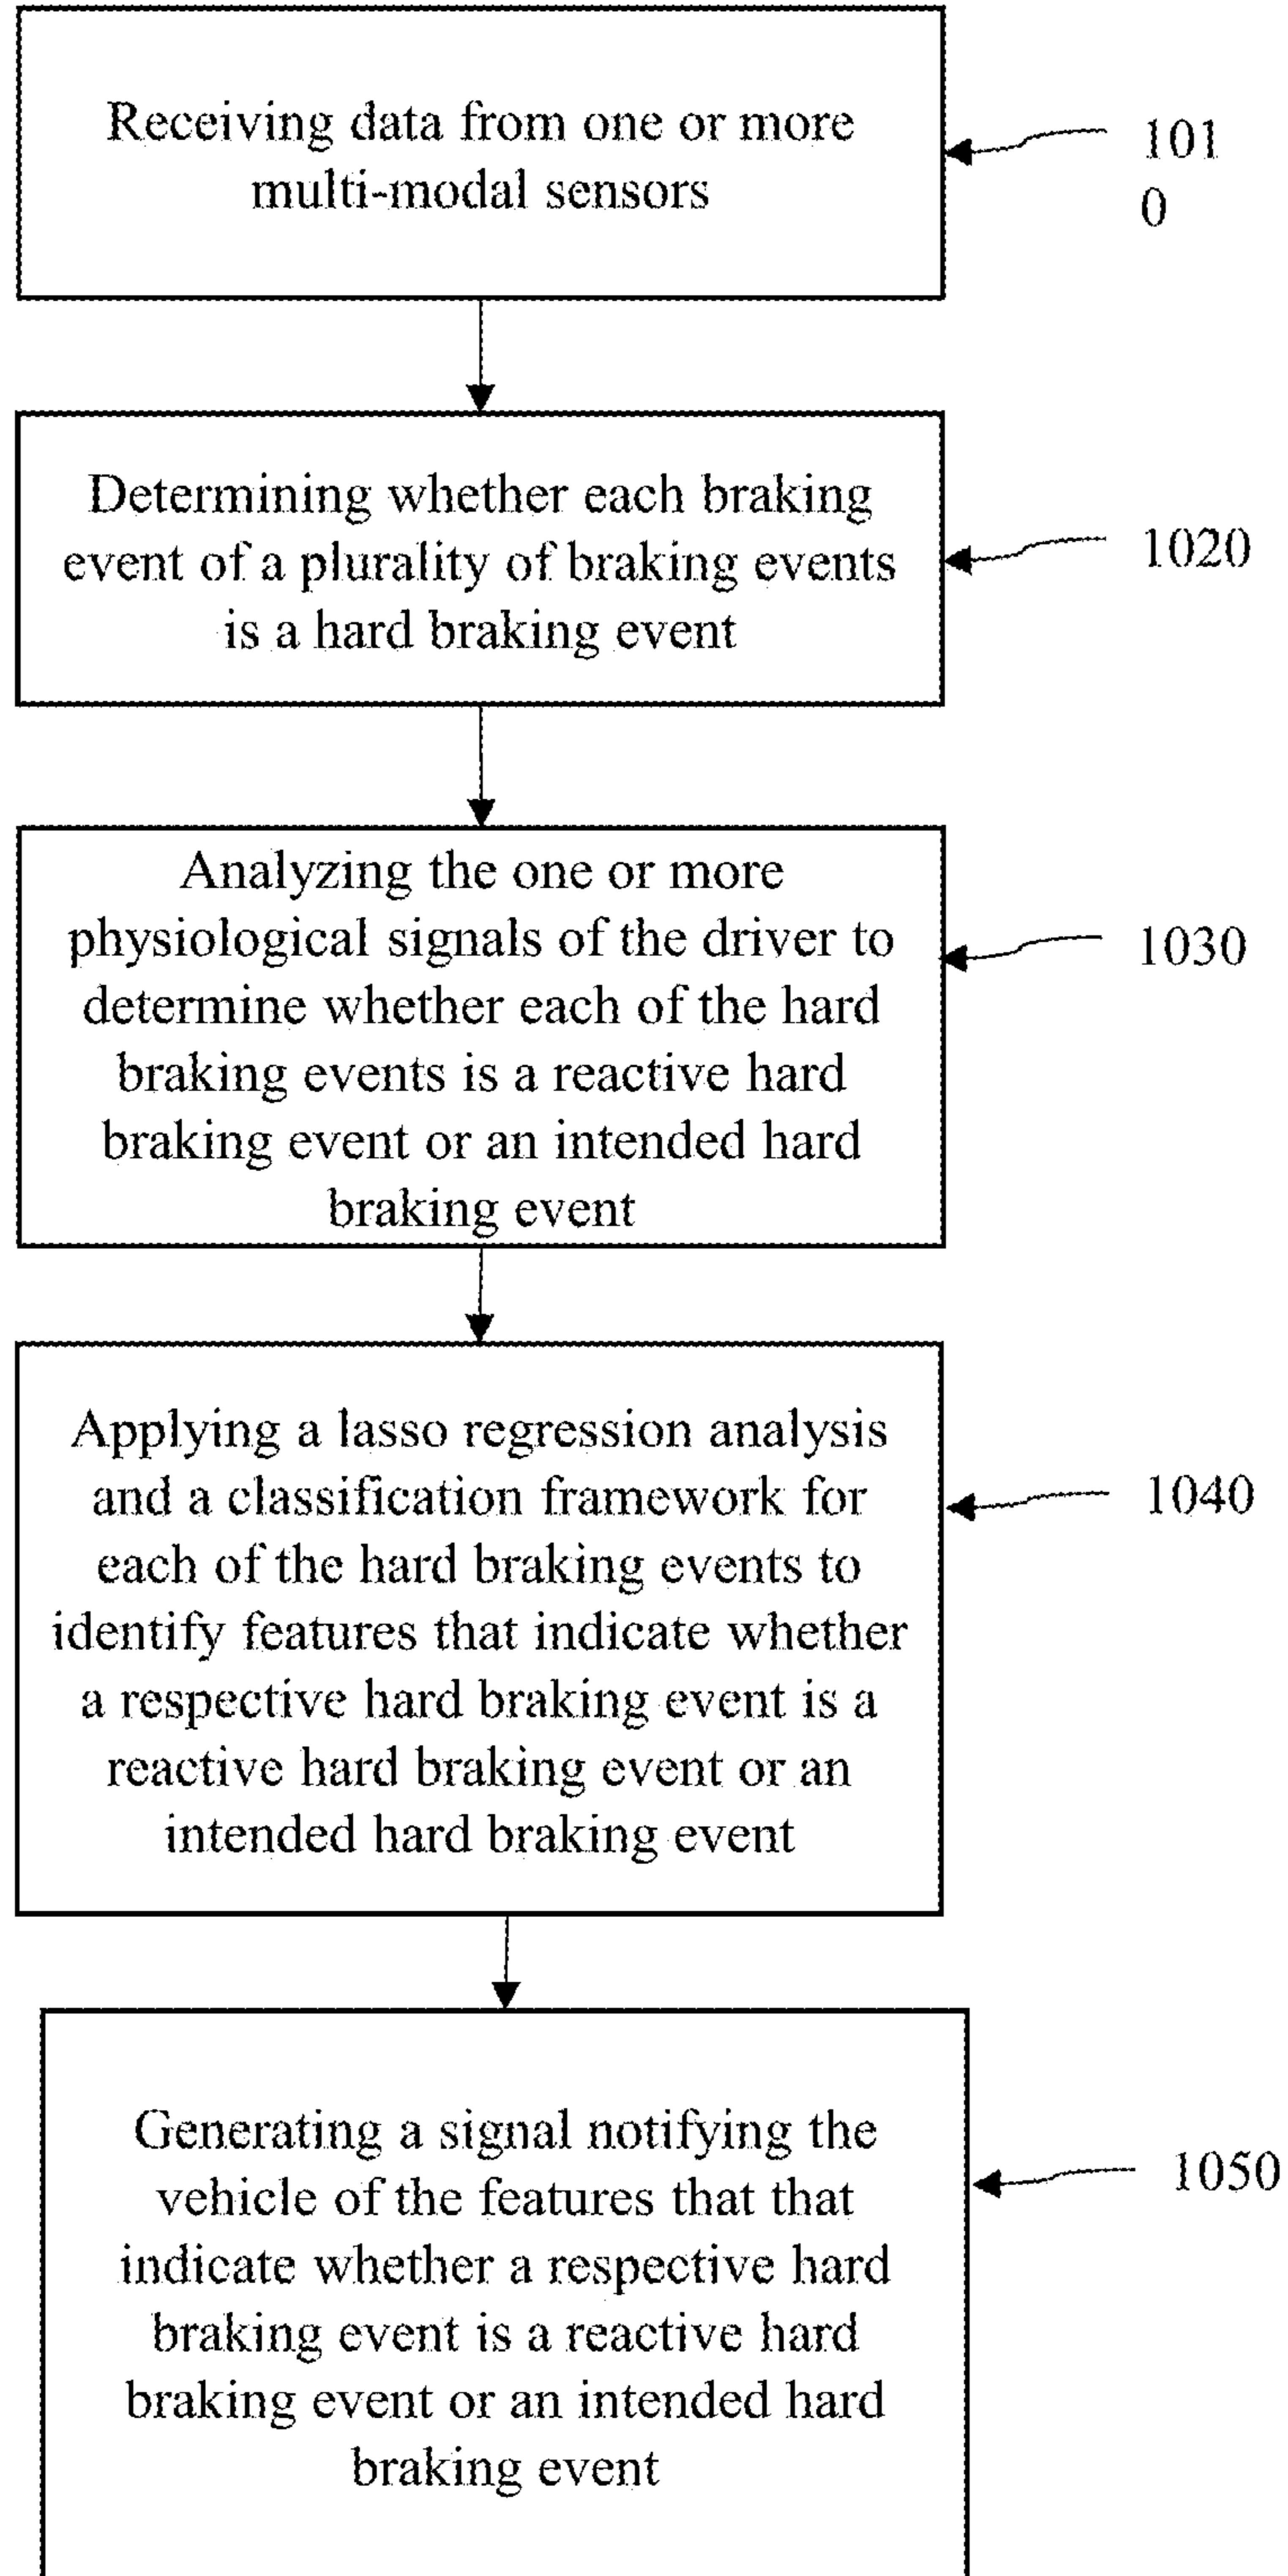 Receiving data from one or more
multi-modal sensors
101
0
Determining whether each braking
event of a plurality of braking events
is a hard braking event
1020
Analyzing the one or more
physiological signals of the driver to
determine whether each of the hard
braking events is a reactive hard
braking event or an intended hard
braking event
1030
Applying a lasso regression analysis
and a classification framework for
each of the hard braking events to
identify features that indicate whether
a respective hard braking event is a
reactive hard braking event or an
intended hard braking event
1040
Generating a signal notifying the
vehicle of the features that that
indicate whether a respective hard
braking event is a reactive hard
braking event or an intended hard
braking event
1050